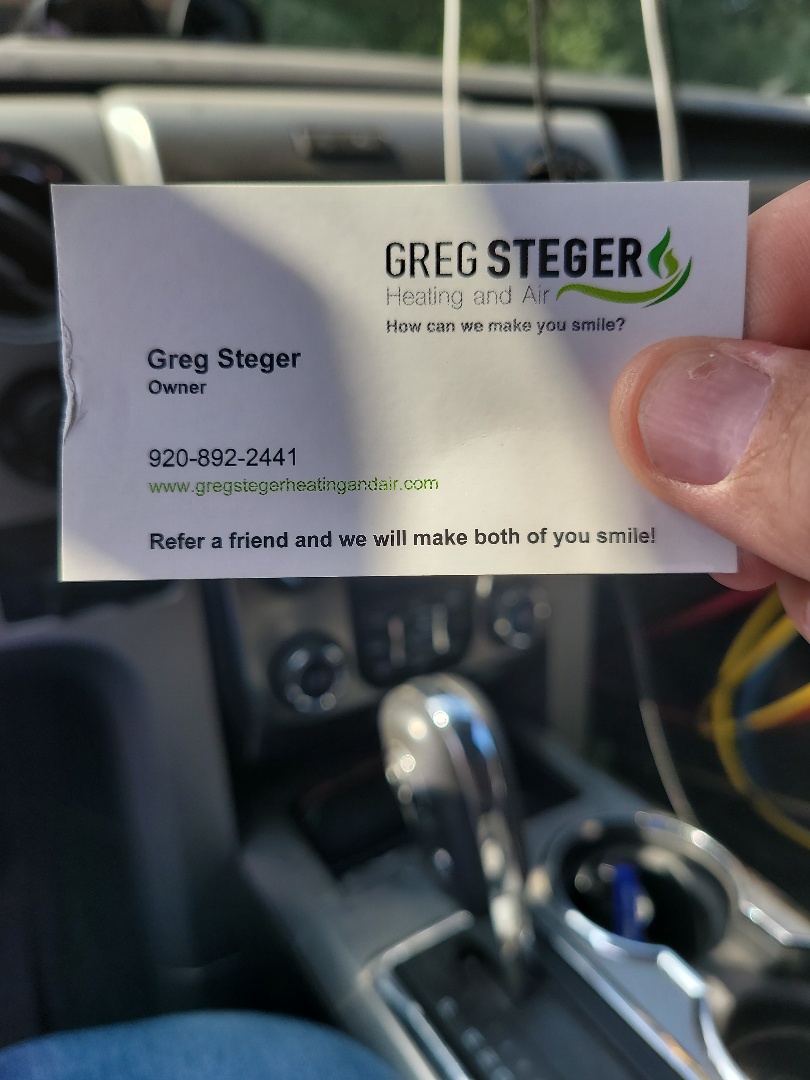 GREG STEGER
Heating and Air
How can we make you smile?
Greg Steger
Owner
920-892-2441
www.gregstegerheatingandair.com
Refer a friend and we will make both of you smile!